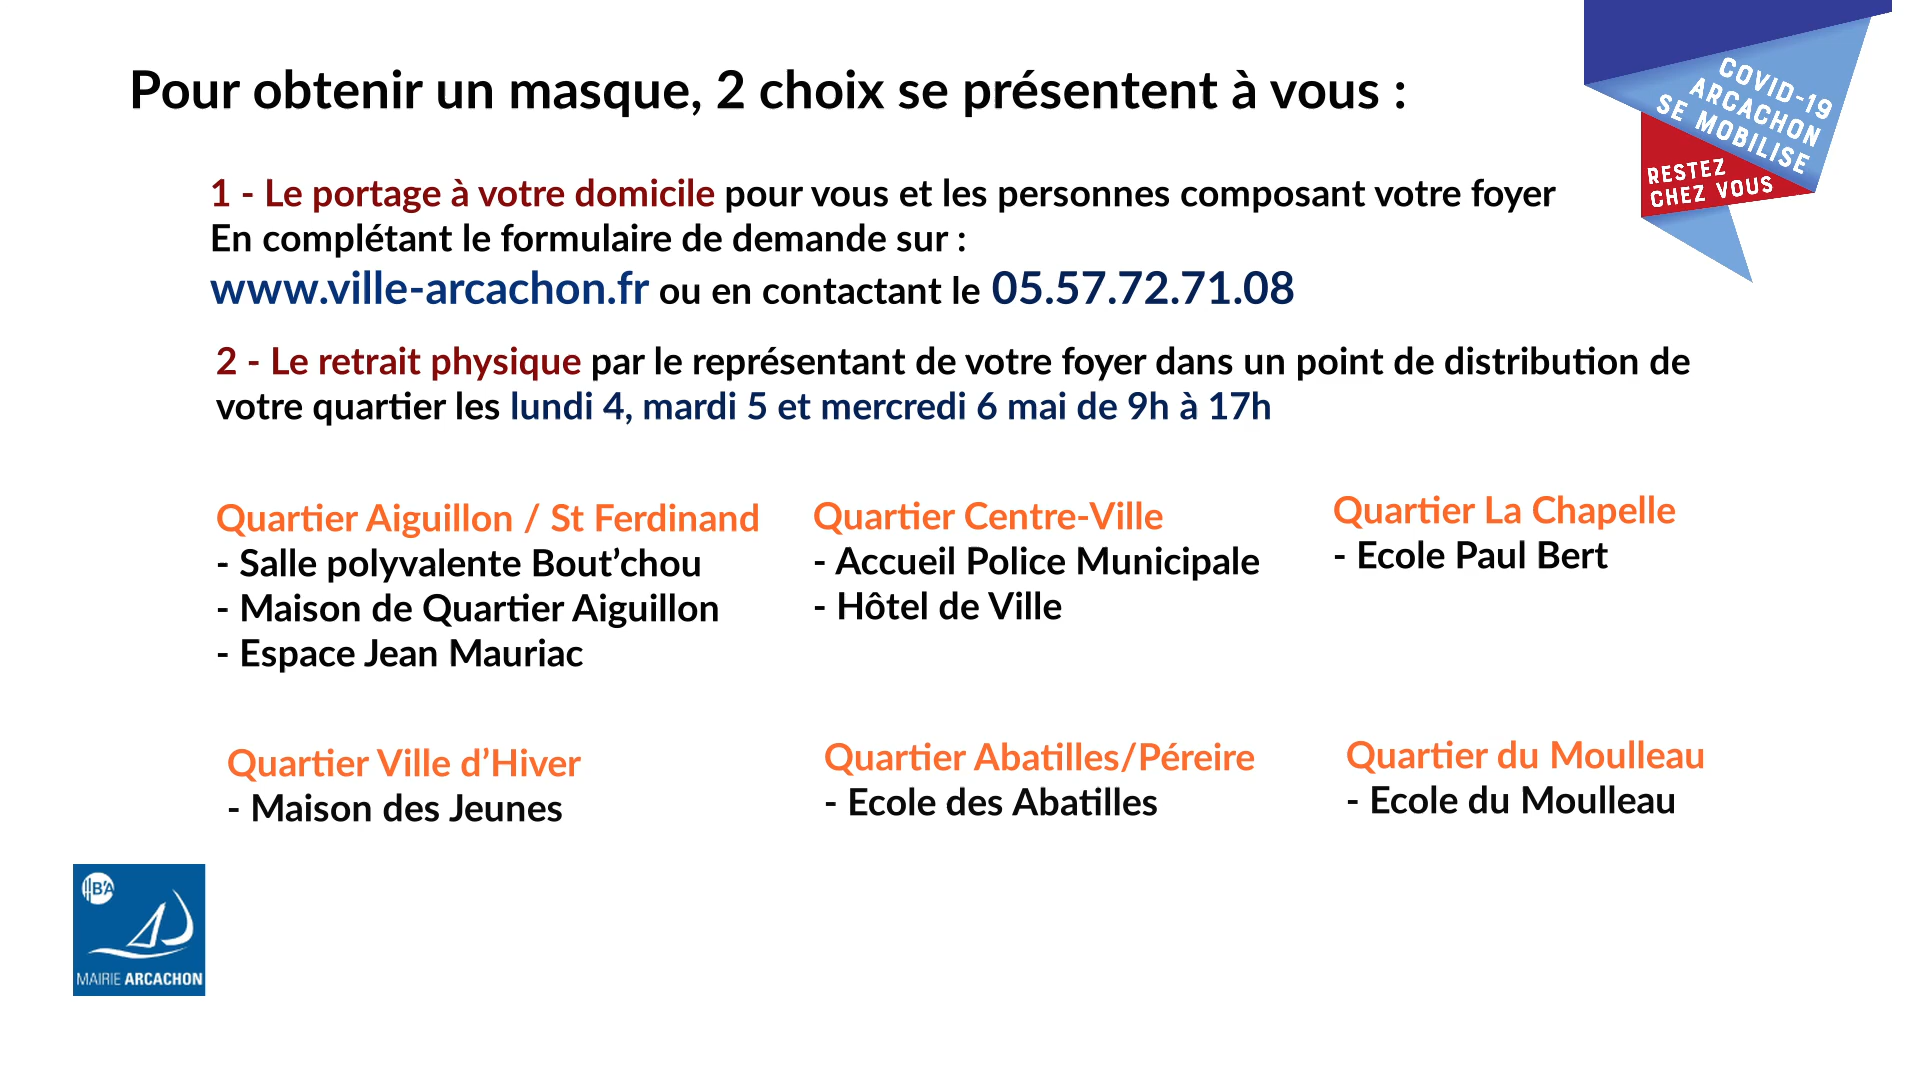 Pour obtenir un masque, 2 choix se présentent à vous :
COVID-19
ARCACHON
SE MOBILISE
RESTEZ
CHEZ VOUS
1 - Le portage à votre domicile pour vous et les personnes composant votre foyer
En complétant le formulaire de demande sur :
www.ville-arcachon.fr ou en contactant le 05.57.72.71.08
2 - Le retrait physique par le représentant de votre foyer dans un point de distribution de
votre quartier les lundi 4, mardi 5 et mercredi 6 mai de 9h à 17h
Quartier Aiguillon / St Ferdinand
- Salle polyvalente Bout’chou
- Maison de Quartier Aiguillon
- Espace Jean Mauriac
Quartier Centre-Ville
- Accueil Police Municipale
- Hôtel de Ville
Quartier La Chapelle
- Ecole Paul Bert
Quartier Ville d’Hiver
- Maison des Jeunes
Quartier Abatilles/Péreire
- Ecole des Abatilles
Quartier du Moulleau
- Ecole du Moulleau
B'A
MAIRIE ARCACHON